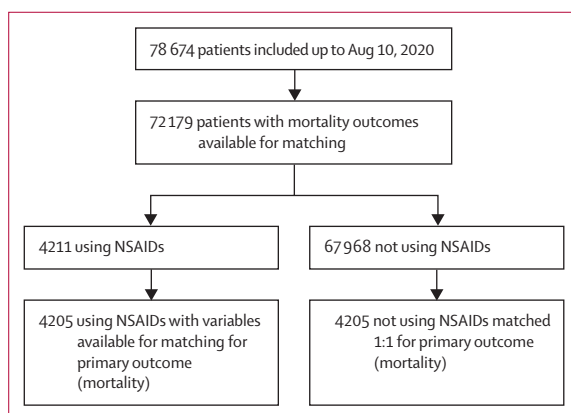 78 674 patients included up to Aug 10, 2020
72 179 patients with mortality outcomes
available for matching
4211 using NSAIDs
67 968 not using NSAIDs
4205 using NSAIDs with variables
available for matching for
primary outcome
(mortality)
4205 not using NSAIDs matched
1:1 for primary outcome
(mortality)